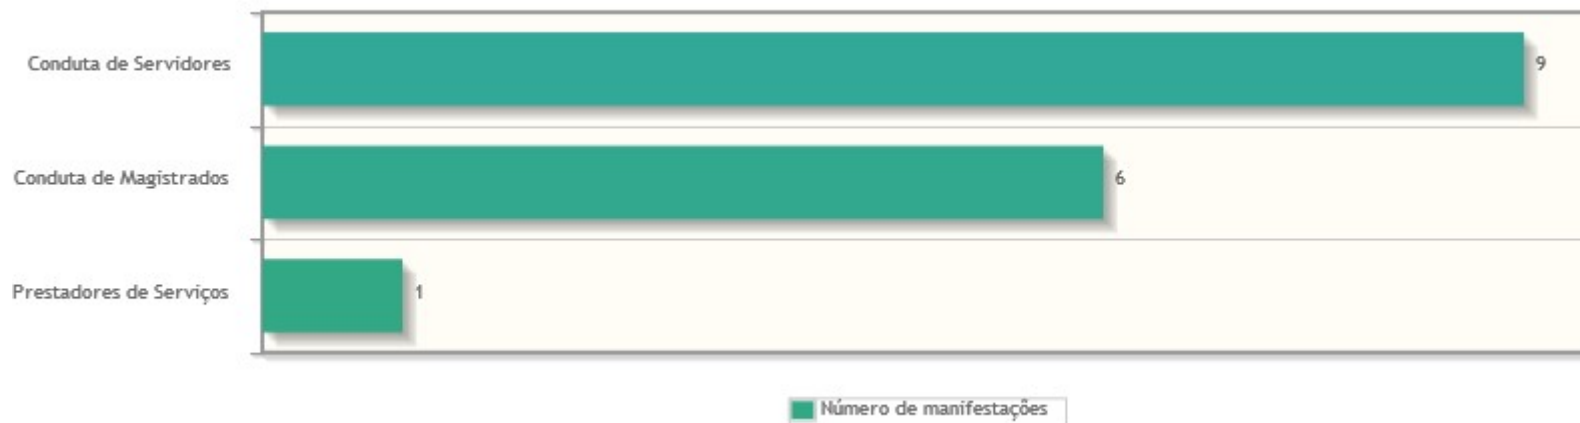 Conduta de Servidores
9
Conduta de Magistrados
6
Prestadores de Serviços
1
Número de manifestações